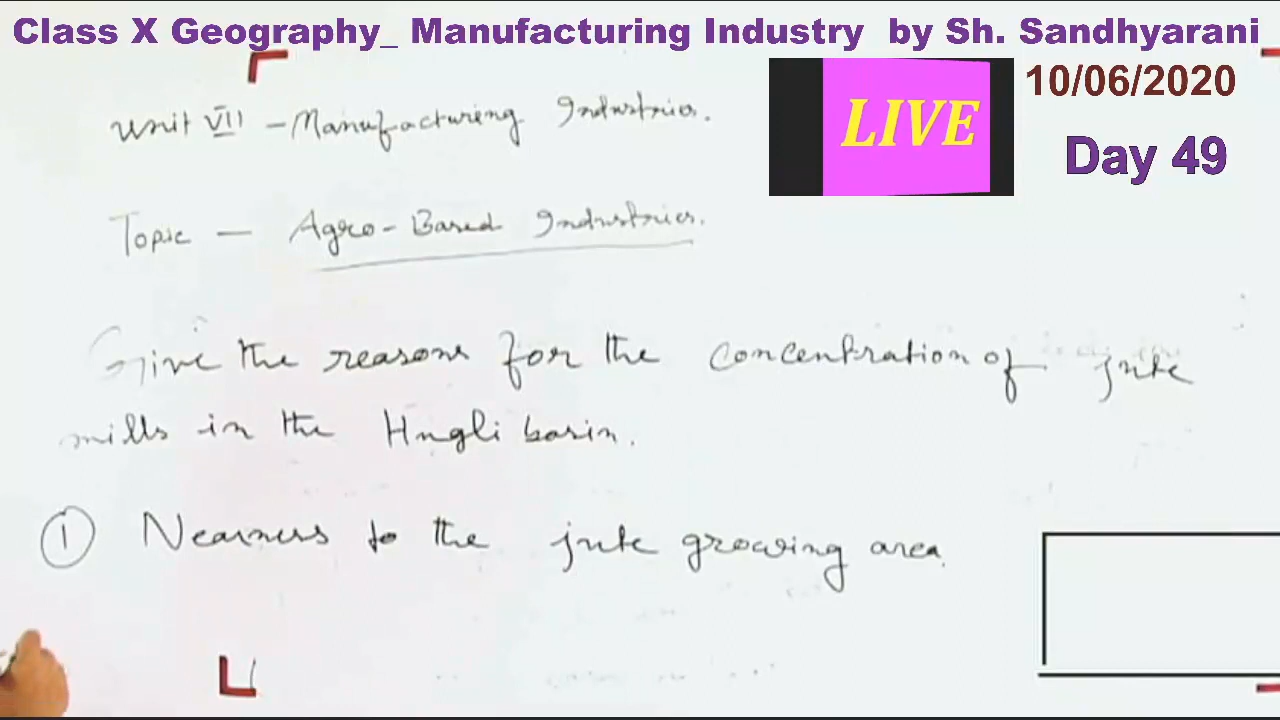 Class X Geography_ Manufacturing Industry by Sh. Sandhyarani
10/06/2020
LIVE
Day 49
Unit VII - Manufacturing Industries.
Topic — Agro-Based Industries.
Give the reasons for the concentration of jute
mills in the Hugli basin.
① Nearness to the jute growing area.